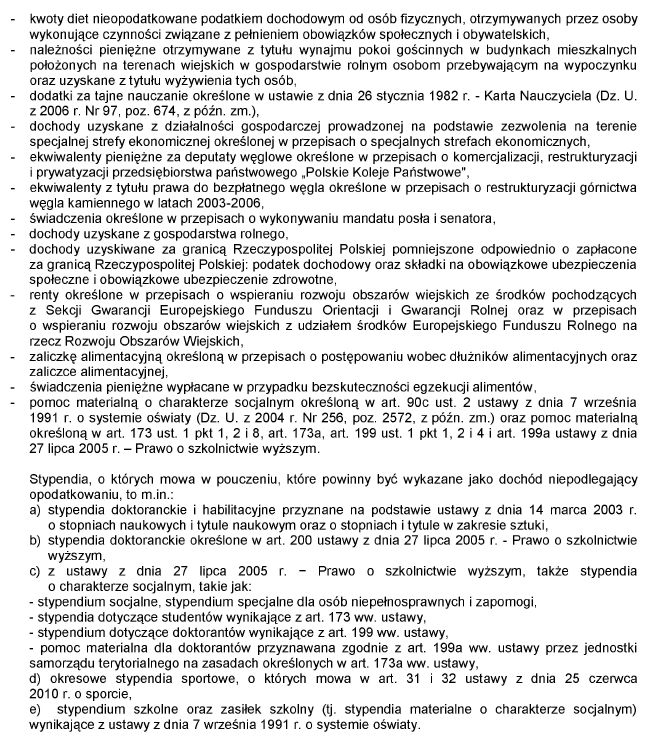 - kwoty diet nieopodatkowane podatkiem dochodowym od osób fizycznych, otrzymywanych przez osoby
wykonujące czynności związane z pełnieniem obowiązków społecznych i obywatelskich,
- należności pieniężne otrzymywane z tytułu wynajmu pokoi gościnnych w budynkach mieszkalnych
położonych na terenach wiejskich w gospodarstwie rolnym osobom przebywającym na wypoczynku
oraz uzyskane z tytułu wyżywienia tych osób,
- dodatki za tajne nauczanie określone w ustawie z dnia 26 stycznia 1982 r. - Karta Nauczyciela (Dz. U.
z 2006 r. Nr 97, poz. 674, z późn. zm.),
- dochody uzyskane z działalności gospodarczej prowadzonej na podstawie zezwolenia na terenie
specjalnej strefy ekonomicznej określonej w przepisach o specjalnych strefach ekonomicznych,
- ekwiwalenty pieniężne za deputaty węglowe określone w przepisach o komercjalizacji, restrukturyzacji
i prywatyzacji przedsiębiorstwa państwowego „Polskie Koleje Państwowe",
- ekwiwalenty z tytułu prawa do bezpłatnego węgla określone w przepisach o restrukturyzacji górnictwa
węgla kamiennego w latach 2003-2006,
- świadczenia określone w przepisach o wykonywaniu mandatu posła i senatora,
- dochody uzyskane z gospodarstwa rolnego,
- dochody uzyskiwane za granicą Rzeczypospolitej Polskiej pomniejszone odpowiednio o zapłacone
za granicą Rzeczypospolitej Polskiej: podatek dochodowy oraz składki na obowiązkowe ubezpieczenia
społeczne i obowiązkowe ubezpieczenie zdrowotne,
- renty określone w przepisach o wspieraniu rozwoju obszarów wiejskich ze środków pochodzących
z Sekcji Gwarancji Europejskiego Funduszu Orientacji i Gwarancji Rolnej oraz w przepisach
o wspieraniu rozwoju obszarów wiejskich z udziałem środków Europejskiego Funduszu Rolnego na
rzecz Rozwoju Obszarów Wiejskich,
- zaliczkę alimentacyjną określoną w przepisach o postępowaniu wobec dłużników alimentacyjnych oraz
zaliczce alimentacyjnej,
- świadczenia pieniężne wypłacane w przypadku bezskuteczności egzekucji alimentów,
- pomoc materialną o charakterze socjalnym określoną w art. 90c ust. 2 ustawy z dnia 7 września
1991 r. o systemie oświaty (Dz. U. z 2004 r. Nr 256, poz. 2572, z późn. zm.) oraz pomoc materialną
określoną w art. 173 ust. 1 pkt 1, 2 i 8, art. 173a, art. 199 ust. 1 pkt 1, 2 i 4 i art. 199a ustawy z dnia
27 lipca 2005 r. – Prawo o szkolnictwie wyższym.
Stypendia, o których mowa w pouczeniu, które powinny być wykazane jako dochód niepodlegający
opodatkowaniu, to m.in.:
a) stypendia doktoranckie i habilitacyjne przyznane na podstawie ustawy z dnia 14 marca 2003 r.
o stopniach naukowych i tytule naukowym oraz o stopniach i tytule w zakresie sztuki,
b) stypendia doktoranckie określone w art. 200 ustawy z dnia 27 lipca 2005 r. - Prawo o szkolnictwie
wyższym,
c) z ustawy z dnia 27 lipca 2005 r. – Prawo o szkolnictwie wyższym, także stypendia
o charakterze socjalnym, takie jak:
- stypendium socjalne, stypendium specjalne dla osób niepełnosprawnych i zapomogi,
- stypendia dotyczące studentów wynikające z art. 173 ww. ustawy,
- stypendium dotyczące doktorantów wynikające z art. 199 ww. ustawy,
- pomoc materialna dla doktorantów przyznawana zgodnie z art. 199a ww. ustawy przez jednostki
samorządu terytorialnego na zasadach określonych w art. 173a ww. ustawy,
d) okresowe stypendia sportowe, o których mowa w art. 31 i 32 ustawy z dnia 25 czerwca
2010 r. o sporcie,
e) stypendium szkolne oraz zasiłek szkolny (tj. stypendia materialne o charakterze socjalnym)
wynikające z ustawy z dnia 7 września 1991 r. o systemie oświaty.